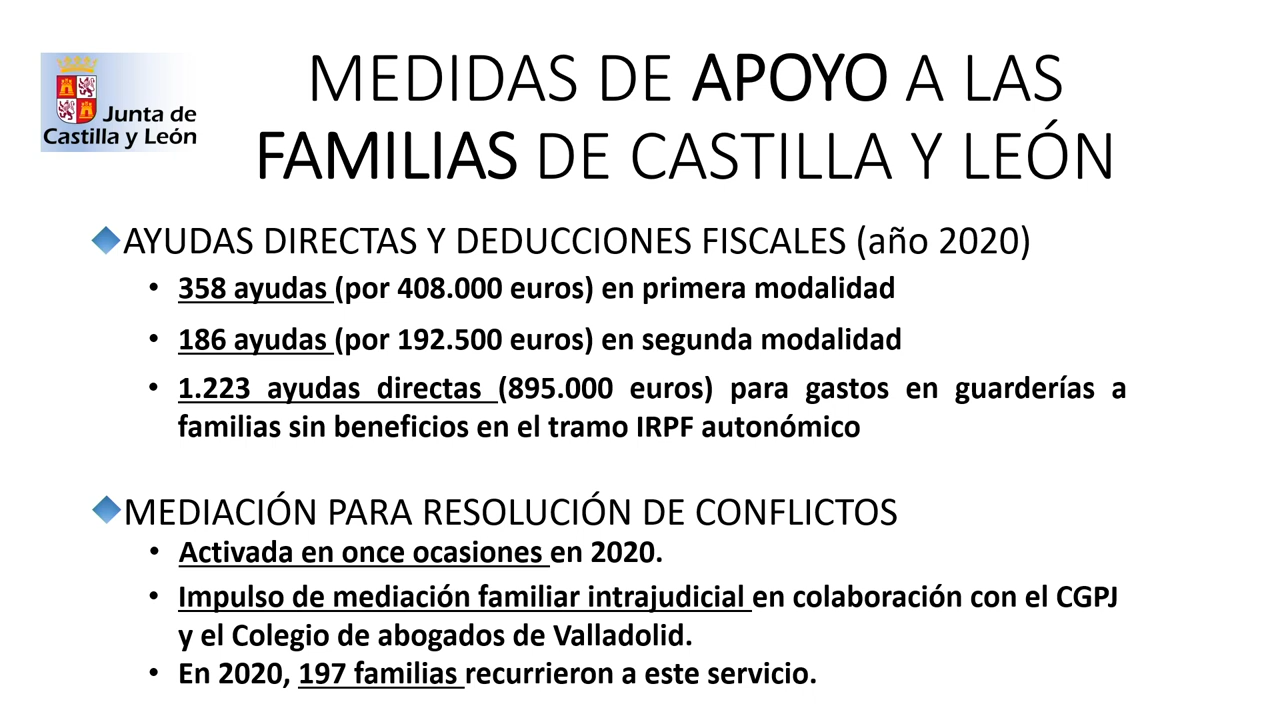 Junta de
Castilla y León
MEDIDAS DE APOYO A LAS
FAMILIAS DE CASTILLA Y LEÓN
AYUDAS DIRECTAS Y DEDUCCIONES FISCALES (año 2020)
• 358 ayudas (por 408.000 euros) en primera modalidad
• 186 ayudas (por 192.500 euros) en segunda modalidad
• 1.223 ayudas directas (895.000 euros) para gastos en guarderías a
familias sin beneficios en el tramo IRPF autonómico
MEDIACIÓN PARA RESOLUCIÓN DE CONFLICTOS
• Activada en once ocasiones en 2020.
• Impulso de mediación familiar intrajudicial en colaboración con el CGPJ
y el Colegio de abogados de Valladolid.
• En 2020, 197 familias recurrieron a este servicio.